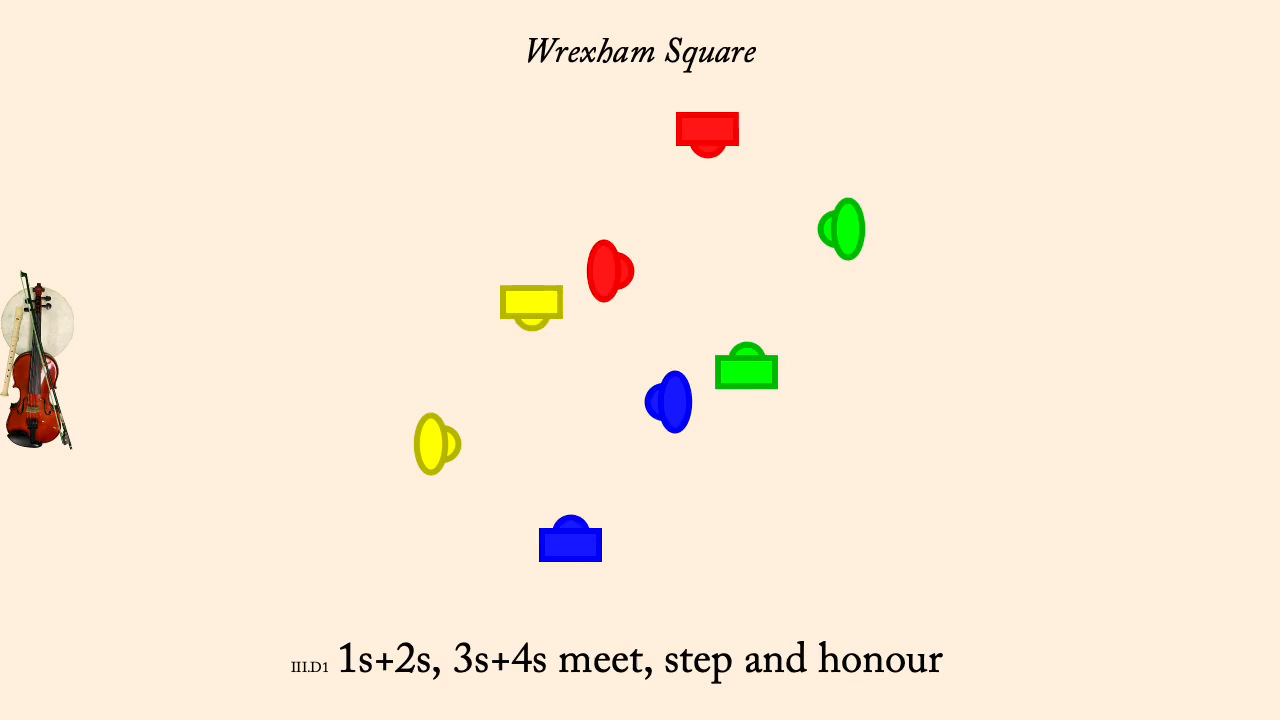 Wrexham Square
III.D1 1s+2s, 3s+4s meet, step and honour